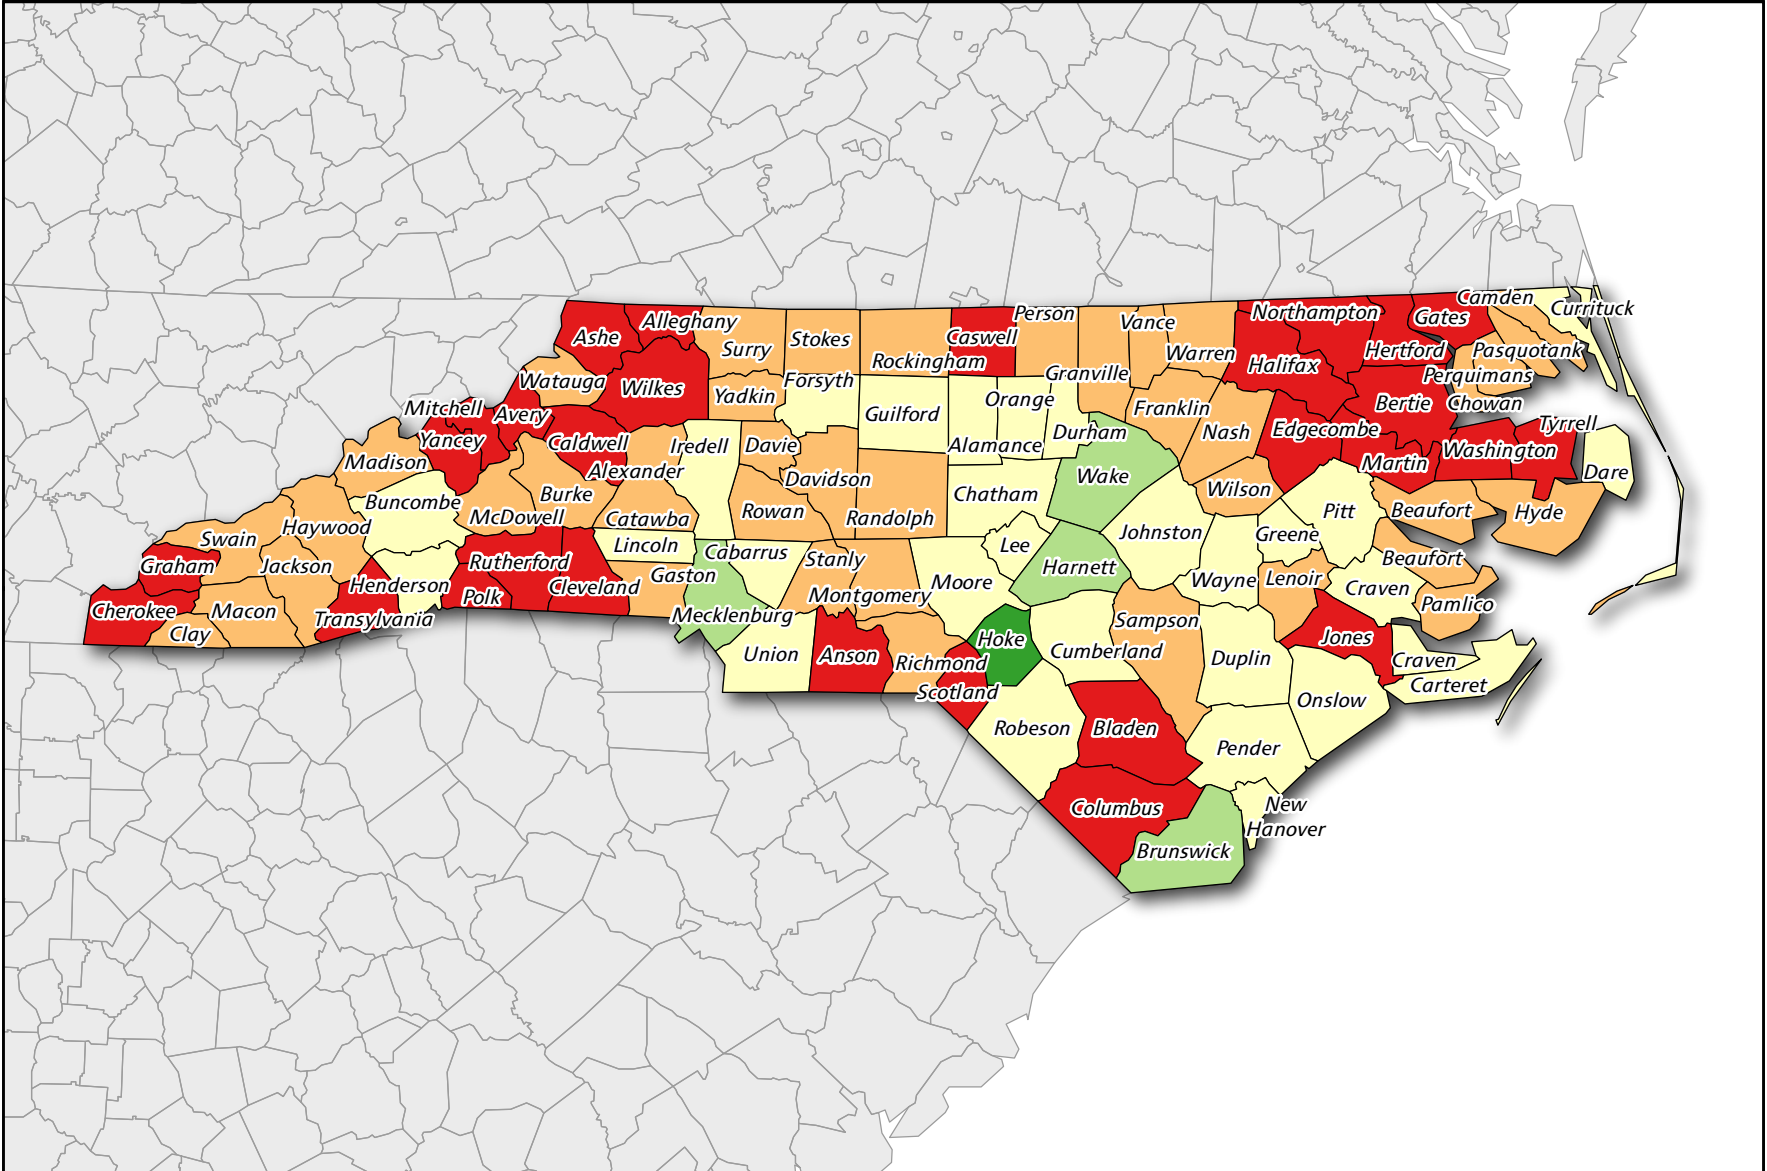 Camden
Currituck
Northampton
Gates
Person
Alleghany
Vance
Ashe
Caswell
Stokes
Surry
Hertford
Pasquotank
Warren
Rockingham
Halifax
Perquimans
Granville
Watauga
Forsyth
Wilkes
Yadkin
Orange
Bertie
Chowan
Mitchell
Avery
Guilford
Franklin
Tyrrell
Edgecombe
Durham
Nash
Yancey
Caldwell
Iredell
Davie
Alamance
Washington
Madison
Martin
Alexander
Dare
Wake
Davidson
Wilson
Burke
Chatham
Buncombe
Rowan
Pitt
Beaufort
Hyde
McDowell
Catawba
Randolph
Haywood
Johnston
Greene
Swain
Lincoln
Lee
Cabarrus
Stanly
Beaufort
Rutherford
Graham
Jackson
Harnett
Gaston
Lenoir
Wayne
Moore
Henderson
Cleveland
Craven
Polk
Montgomery
Pamlico
Cherokee
Macon
Mecklenburg
Transylvania
Sampson
Clay
Jones
Hoke
Cumberland
Union
Anson
Duplin
Craven
Richmond
Carteret
Scotland
Onslow
Robeson
Bladen
Pender
Columbus
New
Hanover
Brunswick